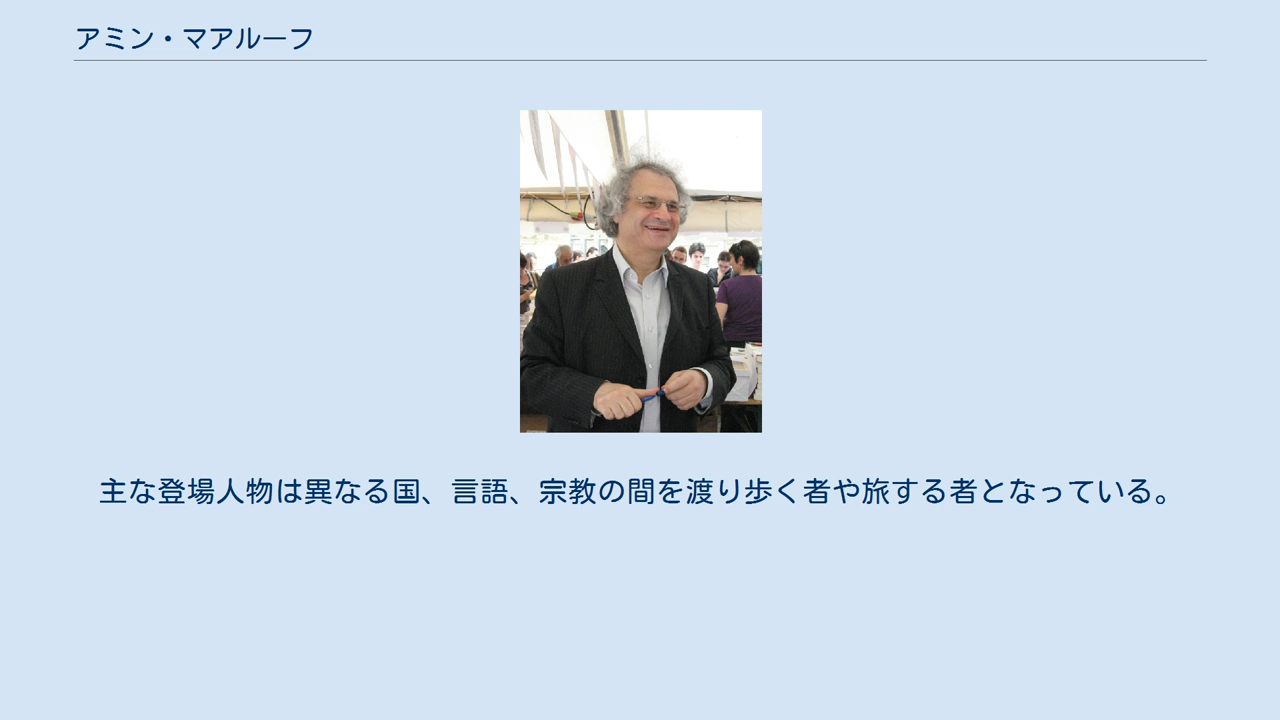 アミン・マアルーフ
主な登場人物は異なる国、言語、宗教の間を渡り歩く者や旅する者となっている。